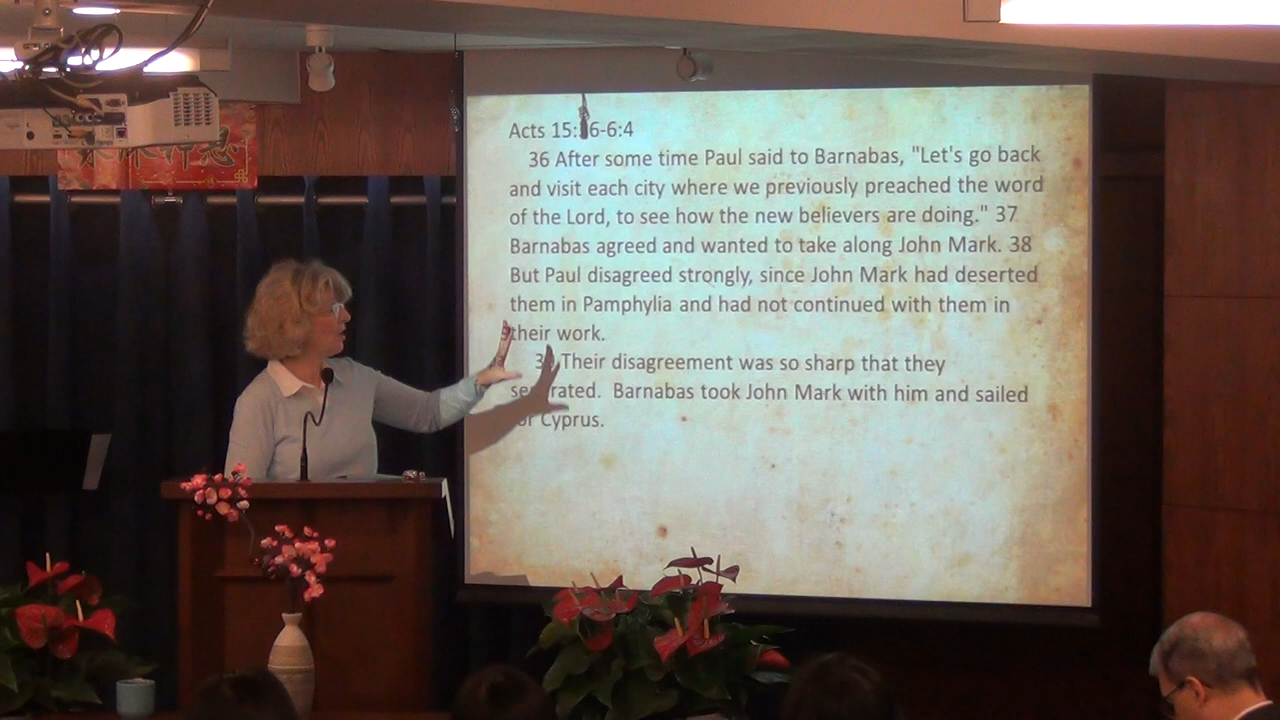 Acts 15:36-6:4
36 After some time Paul said to Barnabas, "Let's go back
and visit each city where we previously preached the word
of the Lord, to see how the new believers are doing." 37
Barnabas agreed and wanted to take along John Mark. 38
But Paul disagreed strongly, since John Mark had deserted
them in Pamphylia and had not continued with them in
their work.
39 Their disagreement was so sharp that they
separated. Barnabas took John Mark with him and sailed
for Cyprus.